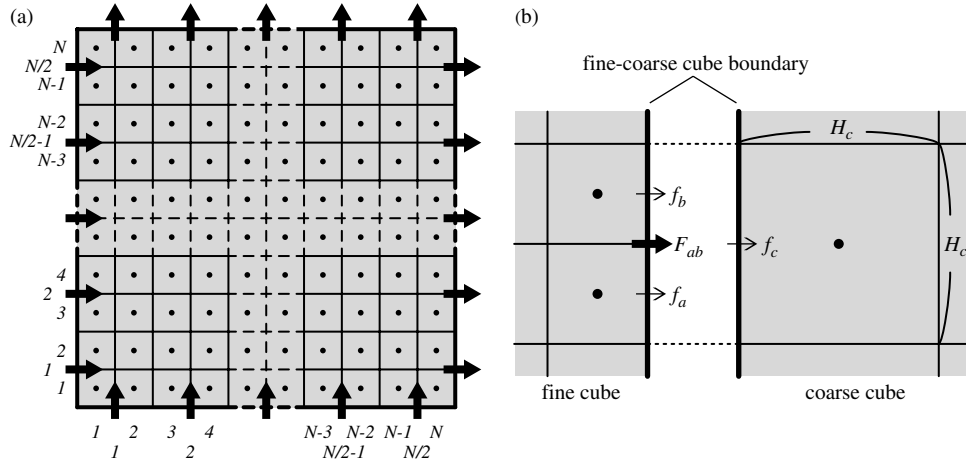 (a)
N
N/2
N-1
N-2
N/2-1
N-3
4
2
3
2
1
1
1 2 3 4 N-3 N-2 N-1 N
1 2 N/2-1 N/2
(b)
fine-coarse cube boundary
H_c
f_b
F_ab f_c H_c
f_a
fine cube coarse cube